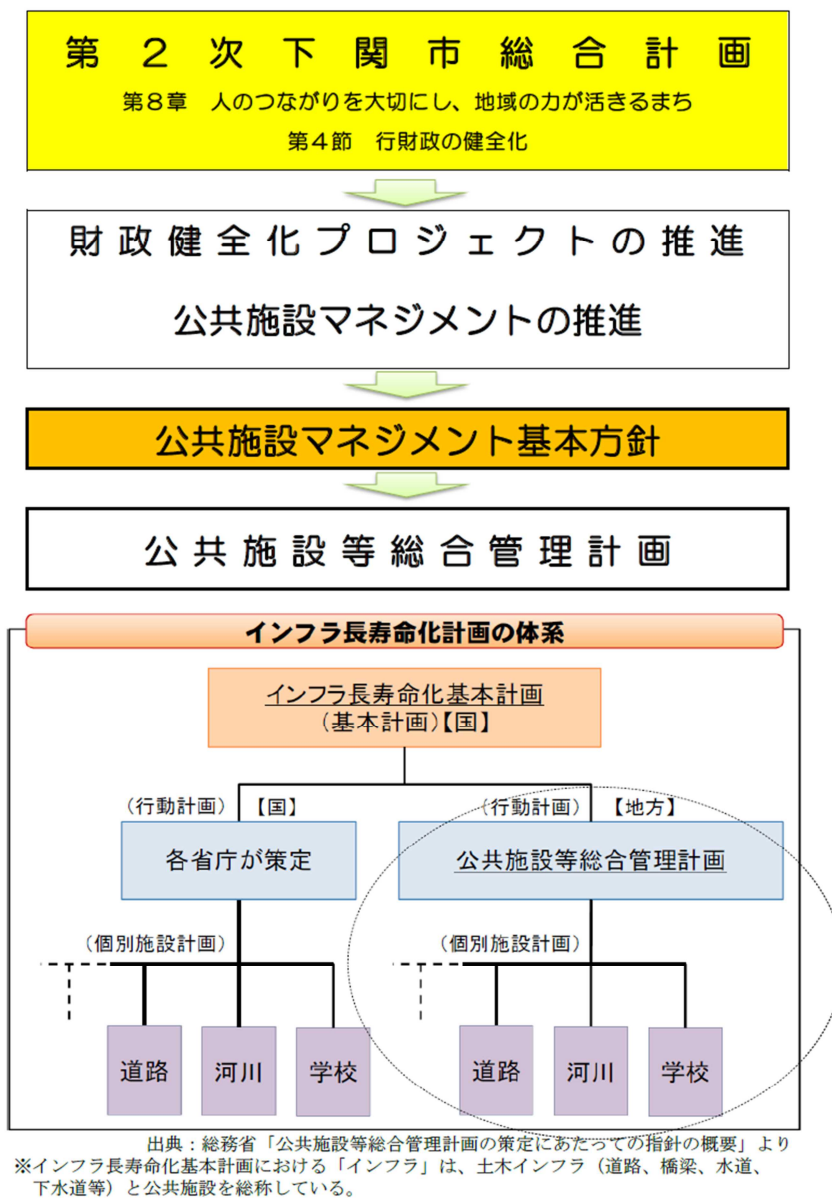 第２次下関市総合計画
第８章　人のつながりを大切にし、地域の力が活きるまち
第４節　行財政の健全化
財政健全化プロジェクトの推進
公共施設マネジメントの推進
公共施設マネジメント基本方針
公共施設等総合管理計画
インフラ長寿命化計画の体系
インフラ長寿命化基本計画
(基本計画)【国】
(行動計画)　【国】
(行動計画)　【地方】
各省庁が策定
公共施設等総合管理計画
(個別施設計画)
(個別施設計画)
道路
河川
学校
道路
河川
学校
出典：総務省「公共施設等総合管理計画の策定にあたっての指針の概要」より
※インフラ長寿命化基本計画における「インフラ」は、土木インフラ（道路、橋梁、水道、
下水道等）と公共施設を総称している。